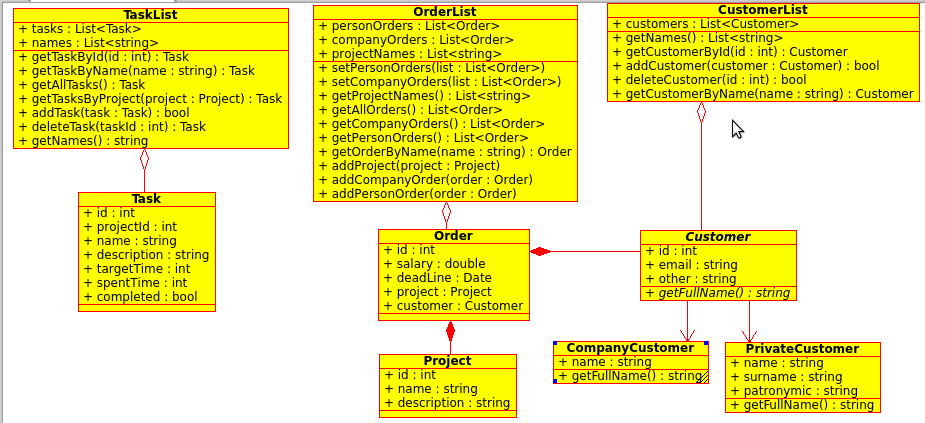 TaskList
+ tasks : List<Task>
+ names : List<string>
+ getTaskById(id : int) : Task
+ getTaskByName(name : string) : Task
+ getAllTasks() : Task
+ getTasksByProject(project : Project) : Task
+ addTask(task : Task) : bool
+ deleteTask(taskId : int) : Task
+ getNames() : string
OrderList
+ personOrders : List<Order>
+ companyOrders : List<Order>
+ projectNames : List<string>
+ setPersonOrders(list : List<Order>)
+ setCompanyOrders(list : List<Order>)
+ getProjectNames() : List<string>
+ getAllOrders() : List<Order>
+ getCompanyOrders() : List<Order>
+ getPersonOrders() : List<Order>
+ getOrderByName(name : string) : Order
+ addProject(project : Project)
+ addCompanyOrder(order : Order)
+ addPersonOrder(order : Order)
CustomerList
+ customers : List<Customer>
+ getNames() : List<string>
+ getCustomerById(id : int) : Customer
+ addCustomer(customer : Customer) : bool
+ deleteCustomer(id : int) : bool
+ getCustomerByName(name : string) : Customer
Task
+ id : int
+ projectId : int
+ name : string
+ description : string
+ targetTime : int
+ spentTime : int
+ completed : bool
Order
+ id : int
+ salary : double
+ deadLine : Date
+ project : Project
+ customer : Customer
Customer
+ id : int
+ email : string
+ other : string
+ getFullName() : string
Project
+ id : int
+ name : string
+ description : string
CompanyCustomer
+ name : string
+ getFullName() : string
PrivateCustomer
+ name : string
+ surname : string
+ patronymic : string
+ getFullName() : string